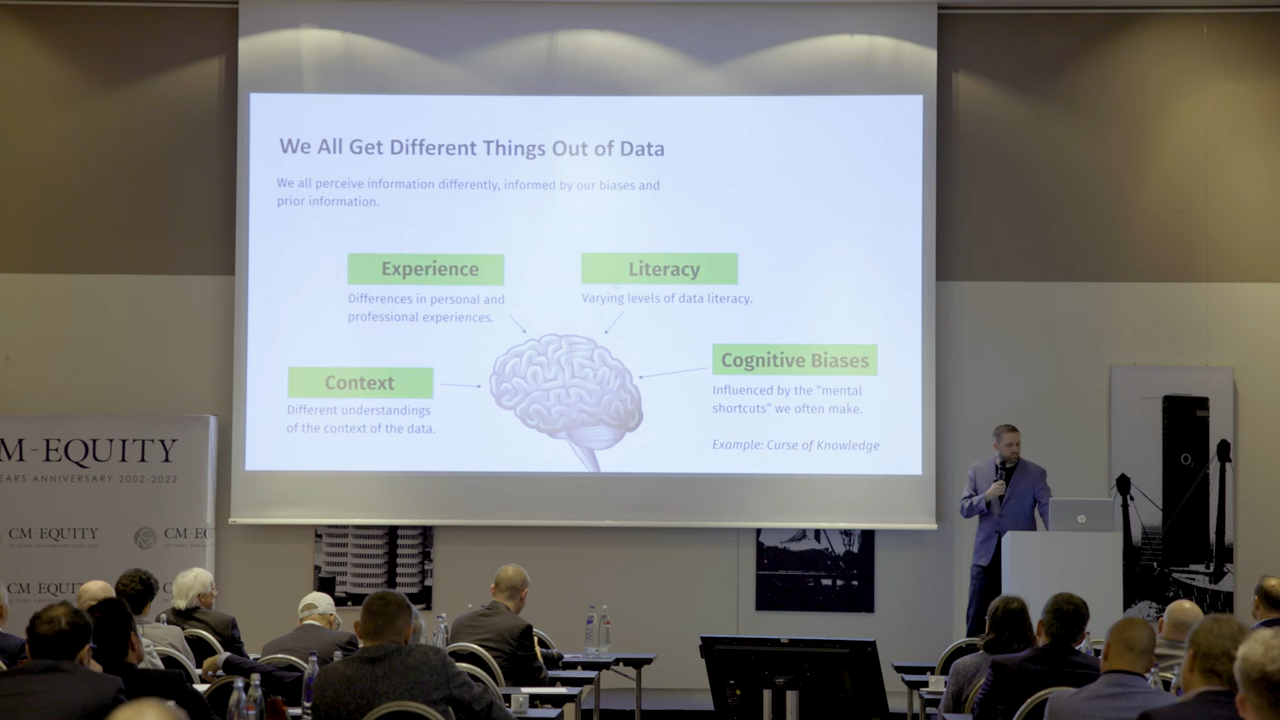 We All Get Different Things Out of Data
We all perceive information differently, informed by our biases and
prior information.
Experience
Differences in personal and
professional experiences.
Literacy
Varying levels of data literacy.
Context
Different understandings
of the context of the data.
Cognitive Biases
Influenced by the “mental
shortcuts” we often make.
Example: Curse of Knowledge
M-EQUITY
EARS ANNIVERSARY 2002-2022
CM-EQUITY
CM-EC
CM-EQUIT
hp